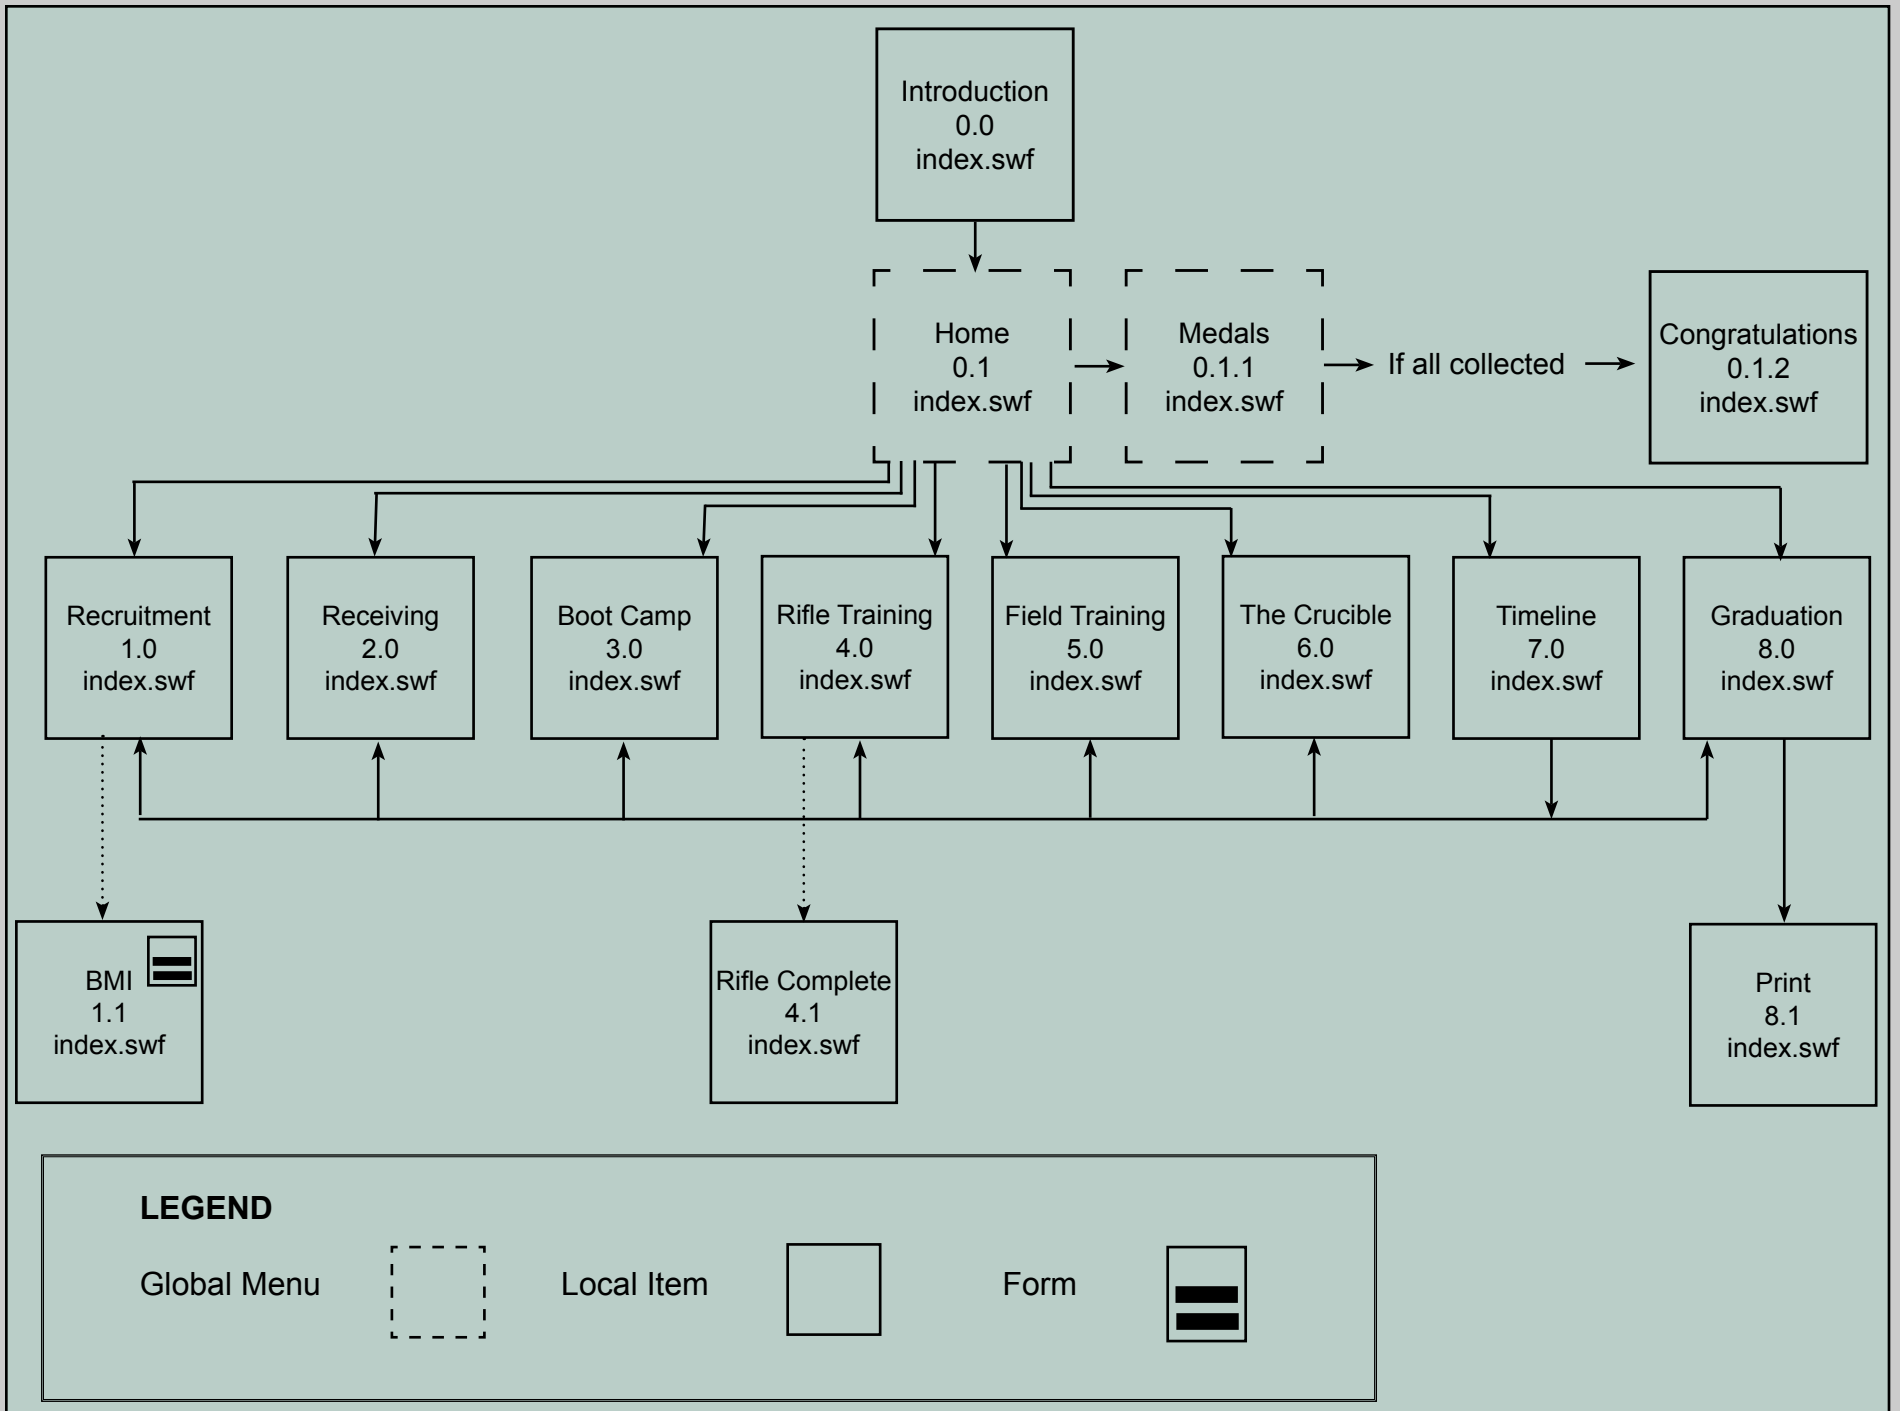 Introduction
0.0
index.swf
Home
0.1
index.swf
Medals
0.1.1
index.swf
If all collected
Congratulations
0.1.2
index.swf
Recruitment
1.0
index.swf
Receiving
2.0
index.swf
Boot Camp
3.0
index.swf
Rifle Training
4.0
index.swf
Field Training
5.0
index.swf
The Crucible
6.0
index.swf
Timeline
7.0
index.swf
Graduation
8.0
index.swf
BMI
1.1
index.swf
Rifle Complete
4.1
index.swf
Print
8.1
index.swf
LEGEND
Global Menu
Local Item
Form